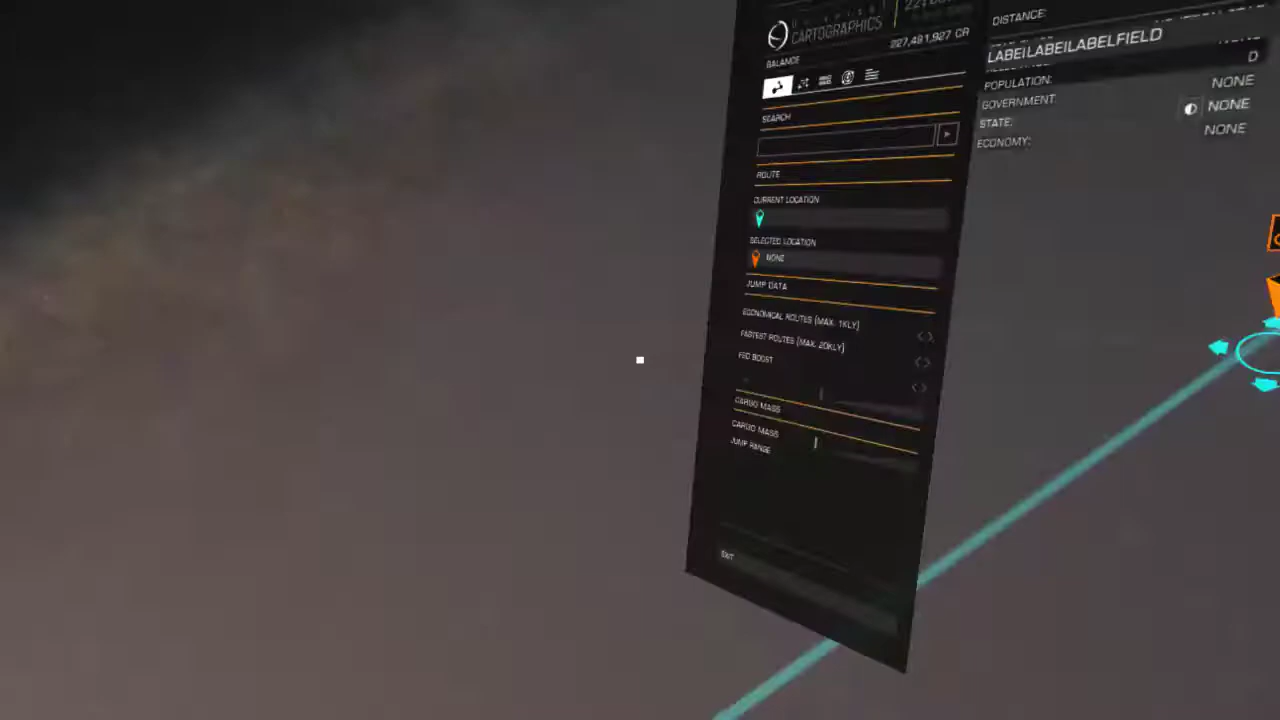 CARTOGRAPHICS
227,491,927 CR
BALANCE
SEARCH
ROUTE
CURRENT LOCATION
SELECTED LOCATION
NONE
JUMP DATA
ECONOMICAL ROUTES (MAX. 1KLY)
FASTEST ROUTES (MAX. 20KLY)
FSD BOOST
CARGO MASS
CARGO MASS
JUMP RANGE
EXIT
DISTANCE:
LABEILABEILABELFIELD
D
POPULATION:
NONE
GOVERNMENT:
NONE
STATE:
NONE
ECONOMY: